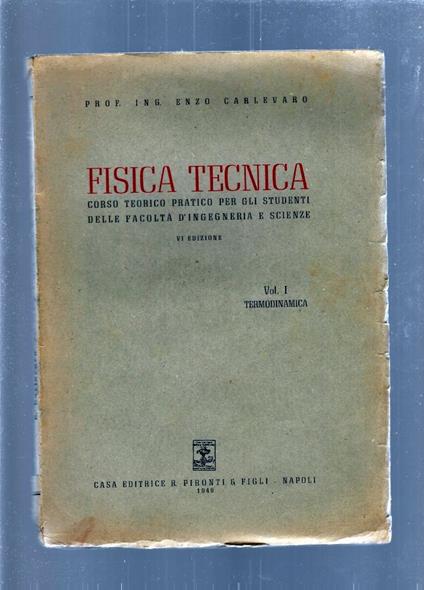 PROF. ING. ENZO CARLEVARO
FISICA TECNICA
CORSO TEORICO PRATICO PER GLI STUDENTI
DELLE FACOLTÀ D'INGEGNERIA E SCIENZE
VI EDIZIONE
Vol. I
TERMODINAMICA
CASA EDITRICE R. PIRONTI & FIGLI - NAPOLI
1949